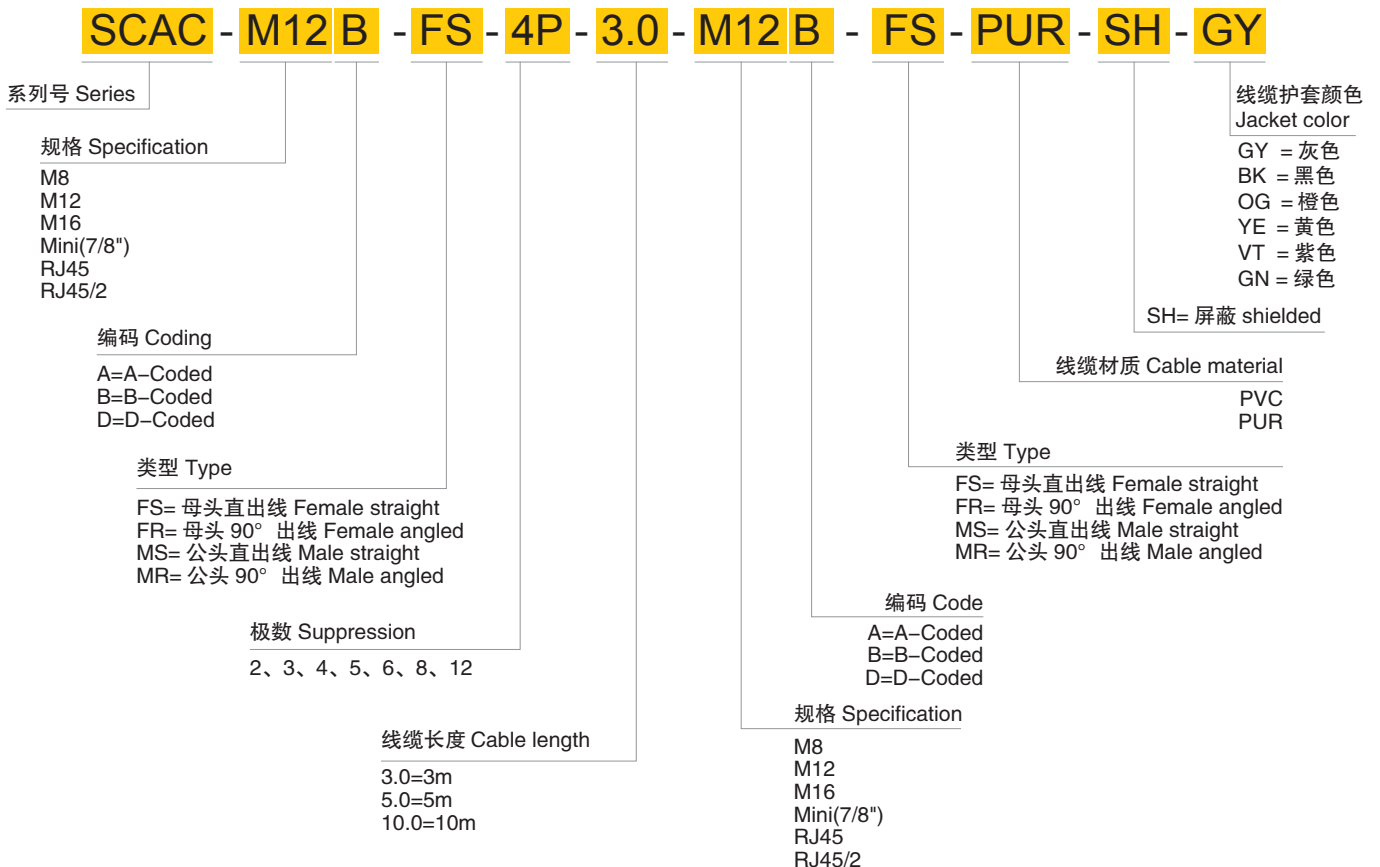 SCAC - M12 B - FS - 4P - 3.0 - M12 B - FS - PUR - SH - GY
系列号 Series
规格 Specification
M8
M12
M16
Mini(7/8")
RJ45
RJ45/2
编码 Coding
A=A–Coded
B=B–Coded
D=D–Coded
类型 Type
FS= 母头直出线 Female straight
FR= 母头 90° 出线 Female angled
MS= 公头直出线 Male straight
MR= 公头 90° 出线 Male angled
极数 Suppression
2、3、4、5、6、8、12
线缆长度 Cable length
3.0=3m
5.0=5m
10.0=10m
规格 Specification
M8
M12
M16
Mini(7/8")
RJ45
RJ45/2
编码 Code
A=A–Coded
B=B–Coded
D=D–Coded
类型 Type
FS= 母头直出线 Female straight
FR= 母头 90° 出线 Female angled
MS= 公头直出线 Male straight
MR= 公头 90° 出线 Male angled
线缆材质 Cable material
PVC
PUR
SH= 屏蔽 shielded
线缆护套颜色
Jacket color
GY = 灰色
BK = 黑色
OG = 橙色
YE = 黄色
VT = 紫色
GN = 绿色